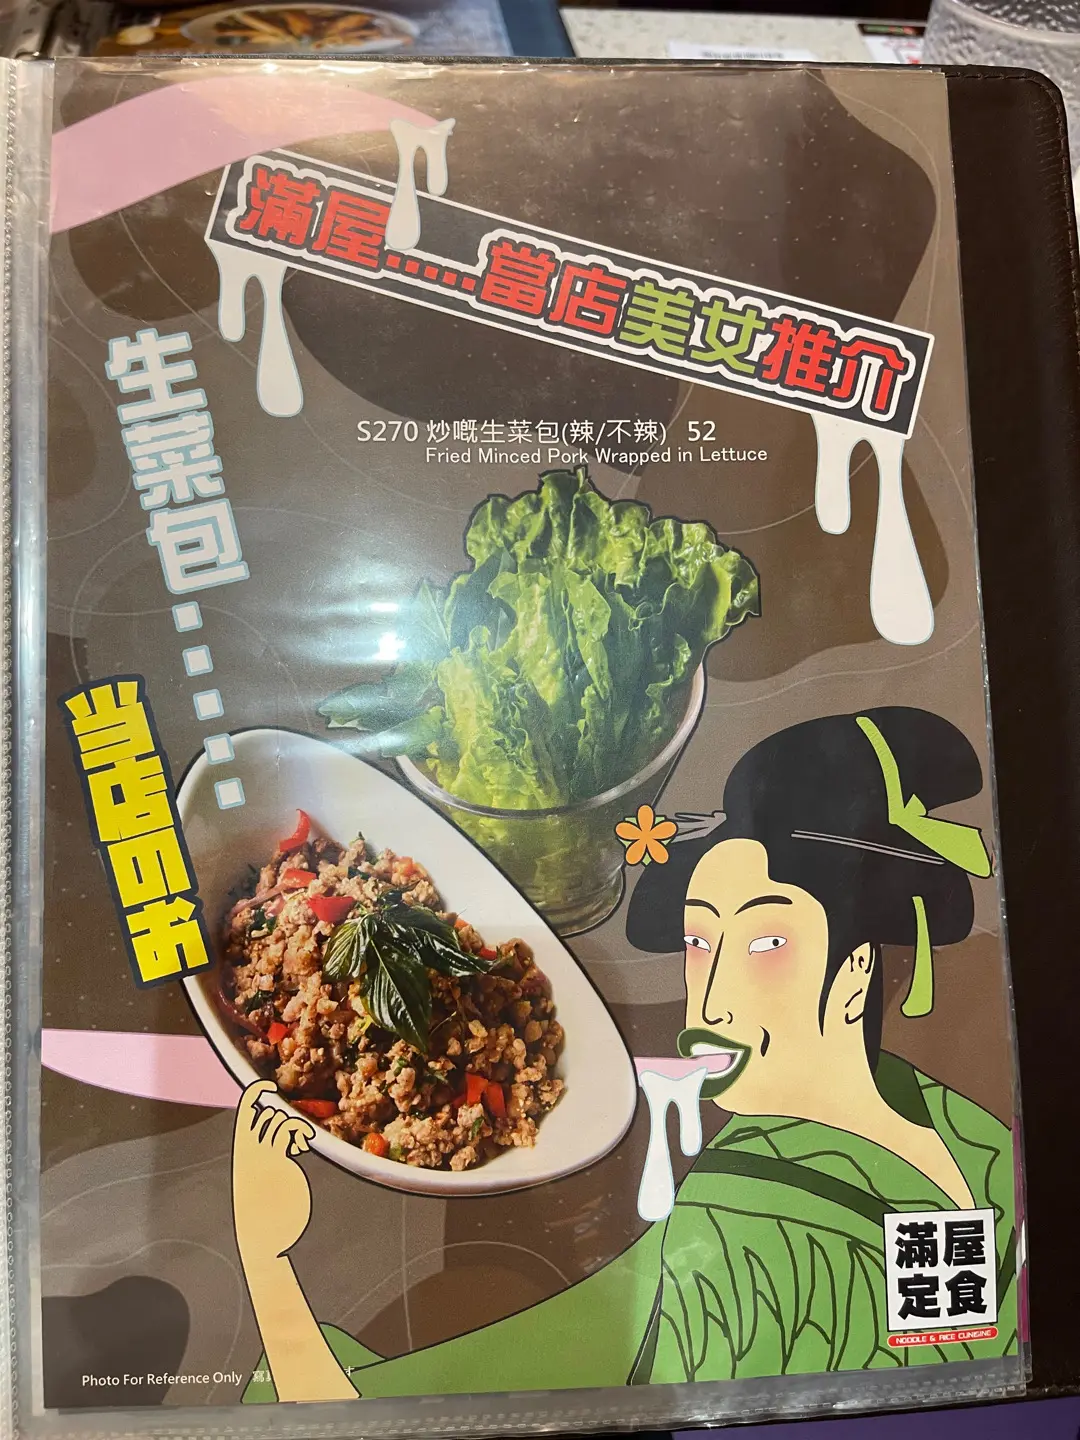 滿屋.....當店美女推介
S270 炒嘅生菜包(辣/不辣) 52
Fried Minced Pork Wrapped in Lettuce
生菜包.....
当店のお
滿屋
定食
NOODLE & RICE CUINISINE
Photo For Reference Only